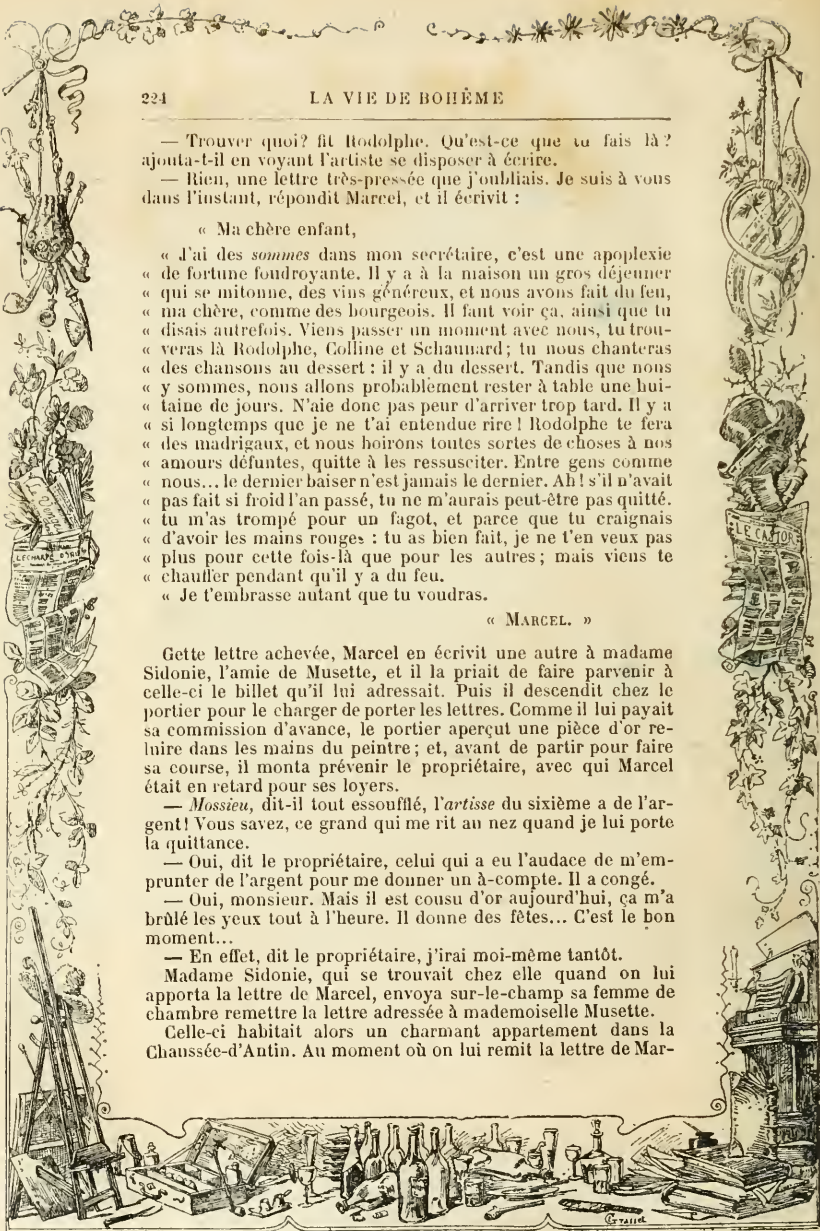 224 LA VIE DE BOHÊME
— Trouver quoi? fit Rodolphe. Qu'est-ce que tu fais là?
ajouta-t-il en voyant l'artiste se disposer à écrire.
— Rien, une lettre très-pressée que j'oubliais. Je suis à vous
dans l'instant, répondit Marcel, et il écrivit :
« Ma chère enfant,
« J'ai des sommes dans mon secrétaire, c'est une apoplexie
« de fortune foudroyante. Il y a à la maison un gros déjeuner
« qui se mitonne, des vins généreux, et nous avons fait du feu,
« ma chère, comme des bourgeois. Il faut voir ça, ainsi que tu
« disais autrefois. Viens passer un moment avec nous, tu trou-
« veras là Rodolphe, Colline et Schaunard; tu nous chanteras
« des chansons au dessert : il y a du dessert. Tandis que nous
« y sommes, nous allons probablement rester à table une hui-
« taine de jours. N'aie donc pas peur d'arriver trop tard. Il y a
« si longtemps que je ne t'ai entendue rire! Rodolphe te fera
« des madrigaux, et nous boirons toutes sortes de choses à nos
« amours défuntes, quitte à les ressusciter. Entre gens comme
« nous... le dernier baiser n'est jamais le dernier. Ah! s'il n'avait
« pas fait si froid l'an passé, tu ne m'aurais peut-être pas quitté.
« tu m'as trompé pour un fagot, et parce que tu craignais
« d'avoir les mains rouges : tu as bien fait, je ne t'en veux pas
« plus pour cette fois-là que pour les autres; mais viens te
« chauffer pendant qu'il y a du feu.
« Je t'embrasse autant que tu voudras.
« MARCEL. »
Cette lettre achevée, Marcel en écrivit une autre à madame
Sidonie, l'amie de Musette, et il la priait de faire parvenir à
celle-ci le billet qu'il lui adressait. Puis il descendit chez le
portier pour le charger de porter les lettres. Comme il lui payait
sa commission d'avance, le portier aperçut une pièce d'or re-
luire dans les mains du peintre; et, avant de partir pour faire
sa course, il monta prévenir le propriétaire, avec qui Marcel
était en retard pour ses loyers.
— Mossieu, dit-il tout essoufflé, l'artisse du sixième a de l'ar-
gent! Vous savez, ce grand qui me rit au nez quand je lui porte
la quittance.
— Oui, dit le propriétaire, celui qui a eu l'audace de m'em-
prunter de l'argent pour me donner un à-compte. Il a congé.
— Oui, monsieur. Mais il est cousu d'or aujourd'hui, ça m'a
brûlé les yeux tout à l'heure. Il donne des fêtes... C'est le bon
moment...
— En effet, dit le propriétaire, j'irai moi-même tantôt.
Madame Sidonie, qui se trouvait chez elle quand on lui
apporta la lettre de Marcel, envoya sur-le-champ sa femme de
chambre remettre la lettre adressée à mademoiselle Musette.
Celle-ci habitait alors un charmant appartement dans la
Chaussée-d'Antin. Au moment où on lui remit la lettre de Mar-
LE CASTOR